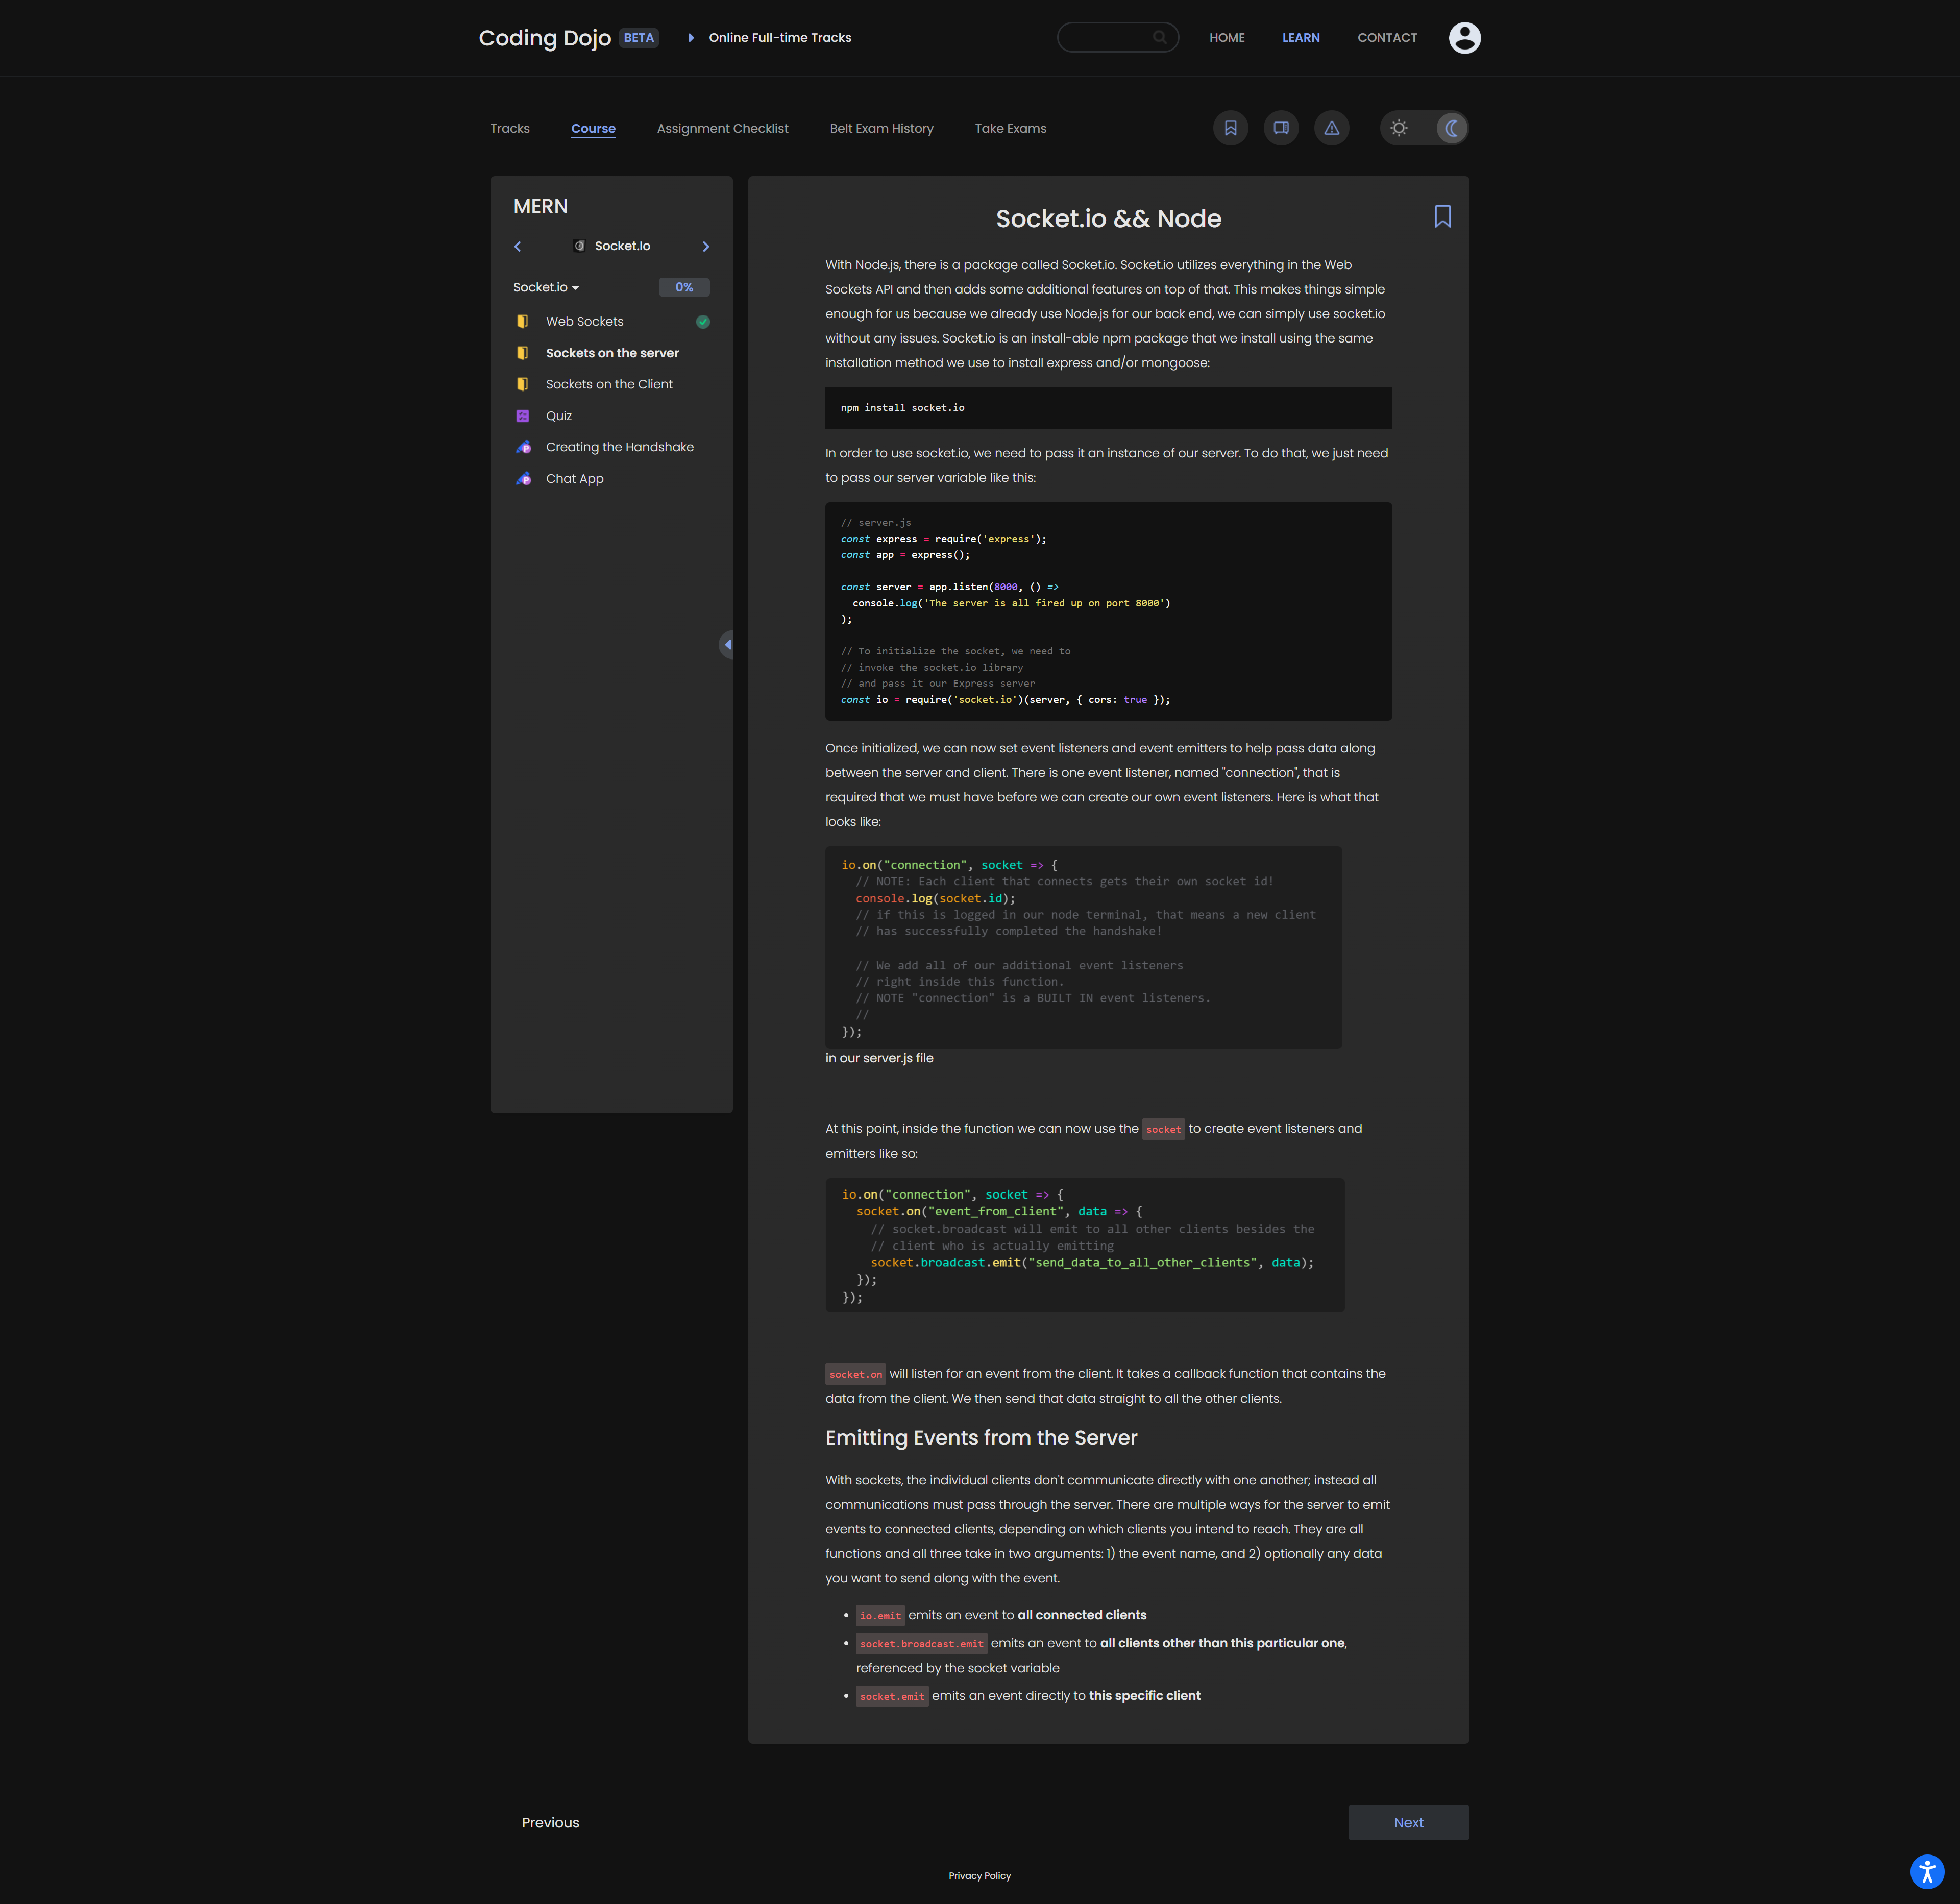 Coding Dojo BETA Online Full-time Tracks HOME LEARN CONTACT
Tracks Course Assignment Checklist Belt Exam History Take Exams
MERN
Socket.Io
Socket.io 0%
Web Sockets
Sockets on the server
Sockets on the Client
Quiz
Creating the Handshake
Chat App
Socket.io && Node
With Node.js, there is a package called Socket.io. Socket.io utilizes everything in the Web
Sockets API and then adds some additional features on top of that. This makes things simple
enough for us because we already use Node.js for our back end, we can simply use socket.io
without any issues. Socket.io is an install-able npm package that we install using the same
installation method we use to install express and/or mongoose:
npm install socket.io
In order to use socket.io, we need to pass it an instance of our server. To do that, we just need
to pass our server variable like this:
// server.js
const express = require('express');
const app = express();
const server = app.listen(8000, () =>
console.log('The server is all fired up on port 8000')
);
// To initialize the socket, we need to
// invoke the socket.io library
// and pass it our Express server
const io = require('socket.io')(server, { cors: true });
Once initialized, we can now set event listeners and event emitters to help pass data along
between the server and client. There is one event listener, named "connection", that is
required that we must have before we can create our own event listeners. Here is what that
looks like:
io.on("connection", socket => {
// NOTE: Each client that connects gets their own socket id!
console.log(socket.id);
// if this is logged in our node terminal, that means a new client
// has successfully completed the handshake!
// We add all of our additional event listeners
// right inside this function.
// NOTE "connection" is a BUILT IN event listeners.
//
});
in our server.js file
At this point, inside the function we can now use the socket to create event listeners and
emitters like so:
io.on("connection", socket => {
socket.on("event_from_client", data => {
// socket.broadcast will emit to all other clients besides the
// client who is actually emitting
socket.broadcast.emit("send_data_to_all_other_clients", data);
});
});
socket.on will listen for an event from the client. It takes a callback function that contains the
data from the client. We then send that data straight to all the other clients.
Emitting Events from the Server
With sockets, the individual clients don't communicate directly with one another; instead all
communications must pass through the server. There are multiple ways for the server to emit
events to connected clients, depending on which clients you intend to reach. They are all
functions and all three take in two arguments: 1) the event name, and 2) optionally any data
you want to send along with the event.
• io.emit emits an event to all connected clients
• socket.broadcast.emit emits an event to all clients other than this particular one,
referenced by the socket variable
• socket.emit emits an event directly to this specific client
Previous Next
Privacy Policy